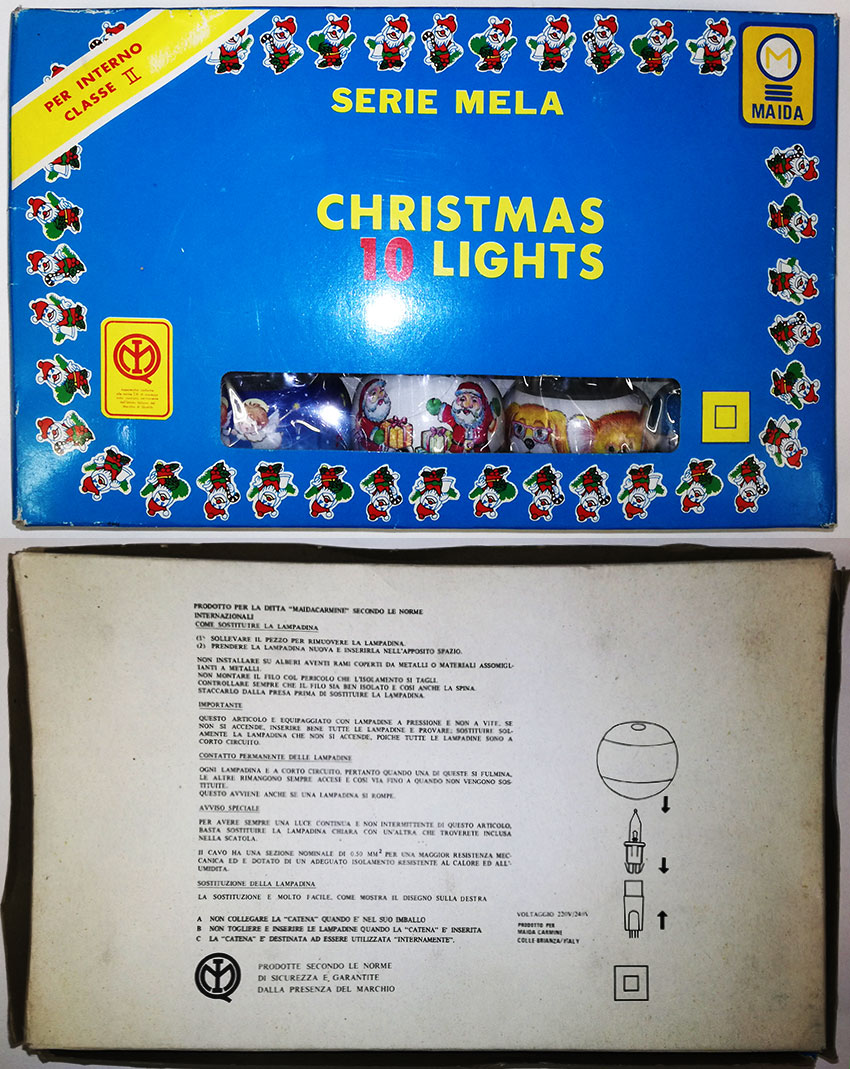 PER INTERNO
CLASSE II
SERIE MELA
M
MAIDA
CHRISTMAS
10 LIGHTS
PRODOTTO PER LA DITTA "MAIDACARMINE" SECONDO LE NORME
INTERNAZIONALI
COME SOSTITUIRE LA LAMPADINA
(1) SOLLEVARE IL PEZZO PER RIMUOVERE LA LAMPADINA.
(2) PRENDERE LA LAMPADINA NUOVA E INSERIRLA NELL'APPOSITO SPAZIO.
NON INSTALLARE SU ALBERI AVENTI RAMI COPERTI DA METALLI O MATERIALI ASSOMIGL-
IANTI A METALLI.
NON MONTARE IL FILO COL PERICOLO CHE L'ISOLAMENTO SI TAGLI.
CONTROLLARE SEMPRE CHE IL FILO SIA BEN ISOLATO E COSI ANCHE LA SPINA.
STACCARLO DALLA PRESA PRIMA DI SOSTITUIRE LA LAMPADINA.
IMPORTANTE
QUESTO ARTICOLO E EQUIPAGGIATO CON LAMPADINE A PRESSIONE E NON A VITE, SE
NON SI ACCENDE, INSERIRE BENE TUTTE LE LAMPADINE E PROVARE; SOSTITUIRE SOL-
AMENTE LA LAMPADINA CHE NON SI ACCENDE, POICHE TUTTE LE LAMPADINE SONO A
CORTO CIRCUITO.
CONTATTO PERMANENTE DELLE LAMPADINE
OGNI LAMPADINA E A CORTO CIRCUITO, PERTANTO QUANDO UNA DI QUESTE SI FULMINA,
LE ALTRE RIMANGONO SEMPRE ACCESI E COSI VIA FINO A QUANDO NON VENGONO SOS-
TITUITE.
QUESTO AVVIENE ANCHE SE UNA LAMPADINA SI ROMPE.
AVVISO SPECIALE
PER AVERE SEMPRE UNA LUCE CONTINUA E NON INTERMITTENTE DI QUESTO ARTICOLO,
BASTA SOSTITUIRE LA LAMPADINA CHIARA CON UN'ALTRA CHE TROVERETE INCLUSA
NELLA SCATOLA.
IL CAVO HA UNA SEZIONE NOMINALE DI 0.50 MM² PER UNA MAGGIOR RESISTENZA MEC-
CANICA ED E DOTATO DI UN ADEGUATO ISOLAMENTO RESISTENTE AL CALORE ED ALL'
UMIDITA.
SOSTITUZIONE DELLA LAMPADINA
LA SOSTITUZIONE E MOLTO FACILE, COME MOSTRA IL DISEGNO SULLA DESTRA
A NON COLLEGARE LA "CATENA" QUANDO E' NEL SUO IMBALLO
B NON TOGLIERE E INSERIRE LE LAMPADINE QUANDO LA "CATENA" E' INSERITA
C LA "CATENA" E' DESTINATA AD ESSERE UTILIZZATA "INTERNAMENTE".
VOLTAGGIO 220V/240V
PRODOTTO PER
MAIDA CARMINE
COLLE BRIANZA/ITALY
PRODOTTE SECONDO LE NORME
DI SICUREZZA E GARANTITE
DALLA PRESENZA DEL MARCHIO